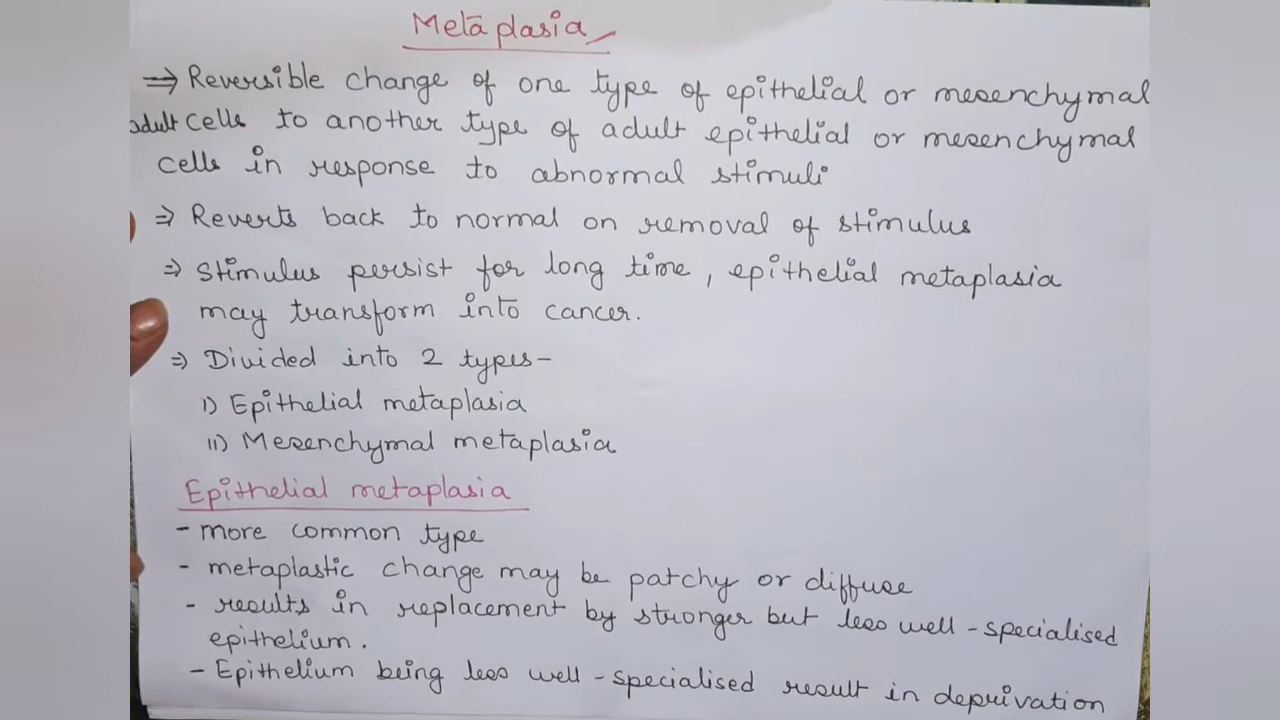 Metaplasia
⇒ Reversible change of one type of epithelial or mesenchymal
adult cells to another type of adult epithelial or mesenchymal
cells in response to abnormal stimuli
⇒ Reverts back to normal on removal of stimulus
⇒ Stimulus persist for long time, epithelial metaplasia
may transform into cancer.
⇒ Divided into 2 types-
i) Epithelial metaplasia
ii) Mesenchymal metaplasia
Epithelial metaplasia
- more common type
- metaplastic change may be patchy or diffuse
- results in replacement by stronger but less well-specialised
epithelium.
- Epithelium being less well-specialised result in deprivation